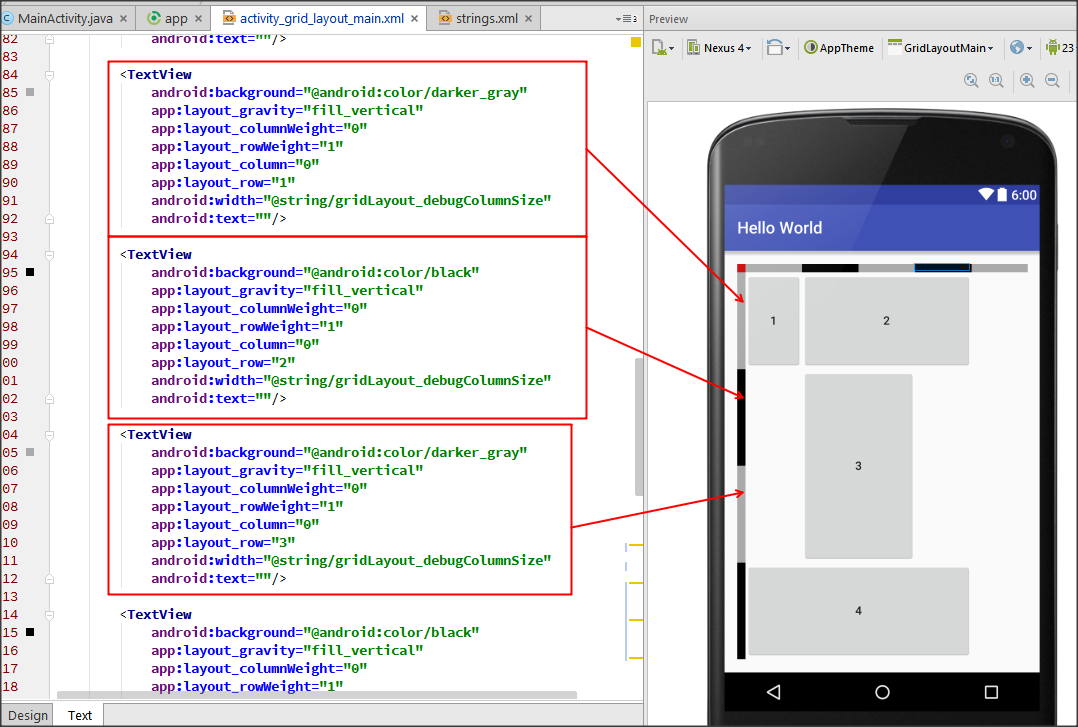 MainActivity.java × app × activity_grid_layout_main.xml × strings.xml ×
82 android:text=""/>
83
84 <TextView
85 android:background="@android:color/darker_gray"
86 app:layout_gravity="fill_vertical"
87 app:layout_columnWeight="0"
88 app:layout_rowWeight="1"
89 app:layout_column="0"
90 app:layout_row="1"
91 android:width="@string/gridLayout_debugColumnSize"
92 android:text=""/>
93
94 <TextView
95 android:background="@android:color/black"
96 app:layout_gravity="fill_vertical"
97 app:layout_columnWeight="0"
98 app:layout_rowWeight="1"
99 app:layout_column="0"
00 app:layout_row="2"
01 android:width="@string/gridLayout_debugColumnSize"
02 android:text=""/>
03
04 <TextView
05 android:background="@android:color/darker_gray"
06 app:layout_gravity="fill_vertical"
07 app:layout_columnWeight="0"
08 app:layout_rowWeight="1"
09 app:layout_column="0"
10 app:layout_row="3"
11 android:width="@string/gridLayout_debugColumnSize"
12 android:text=""/>
13
14 <TextView
15 android:background="@android:color/black"
16 app:layout_gravity="fill_vertical"
17 app:layout_columnWeight="0"
18 app:layout_rowWeight="1"
Design Text
Preview
Nexus 4 AppTheme GridLayoutMain 23
6:00
Hello World
1
2
3
4